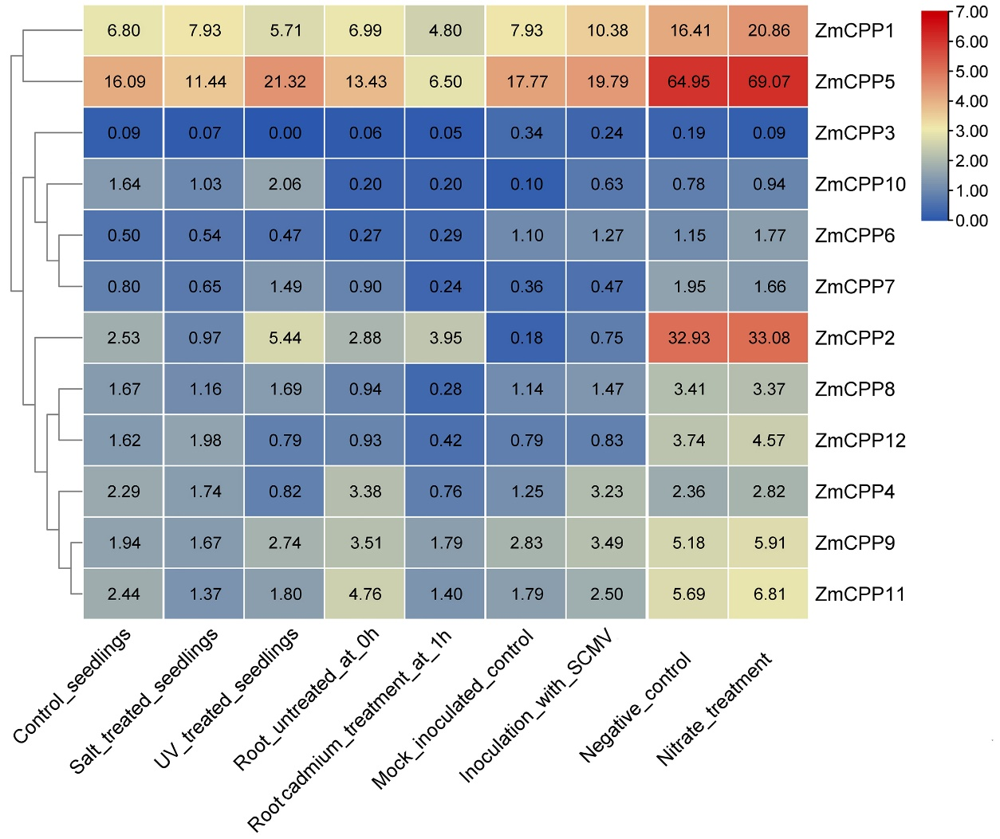 6.80 7.93 5.71 6.99 4.80 7.93 10.38 16.41 20.86 ZmCPP1
16.09 11.44 21.32 13.43 6.50 17.77 19.79 64.95 69.07 ZmCPP5
0.09 0.07 0.00 0.06 0.05 0.34 0.24 0.19 0.09 ZmCPP3
1.64 1.03 2.06 0.20 0.20 0.10 0.63 0.78 0.94 ZmCPP10
0.50 0.54 0.47 0.27 0.29 1.10 1.27 1.15 1.77 ZmCPP6
0.80 0.65 1.49 0.90 0.24 0.36 0.47 1.95 1.66 ZmCPP7
2.53 0.97 5.44 2.88 3.95 0.18 0.75 32.93 33.08 ZmCPP2
1.67 1.16 1.69 0.94 0.28 1.14 1.47 3.41 3.37 ZmCPP8
1.62 1.98 0.79 0.93 0.42 0.79 0.83 3.74 4.57 ZmCPP12
2.29 1.74 0.82 3.38 0.76 1.25 3.23 2.36 2.82 ZmCPP4
1.94 1.67 2.74 3.51 1.79 2.83 3.49 5.18 5.91 ZmCPP9
2.44 1.37 1.80 4.76 1.40 1.79 2.50 5.69 6.81 ZmCPP11
Control_seedlings
Salt_treated_seedlings
UV_treated_seedlings
Root_untreated_at_0h
Root cadmium_treatment_at_1h
Mock_inoculated_control
Inoculation_with_SCMV
Negative_control
Nitrate_treatment
7.00
6.00
5.00
4.00
3.00
2.00
1.00
0.00